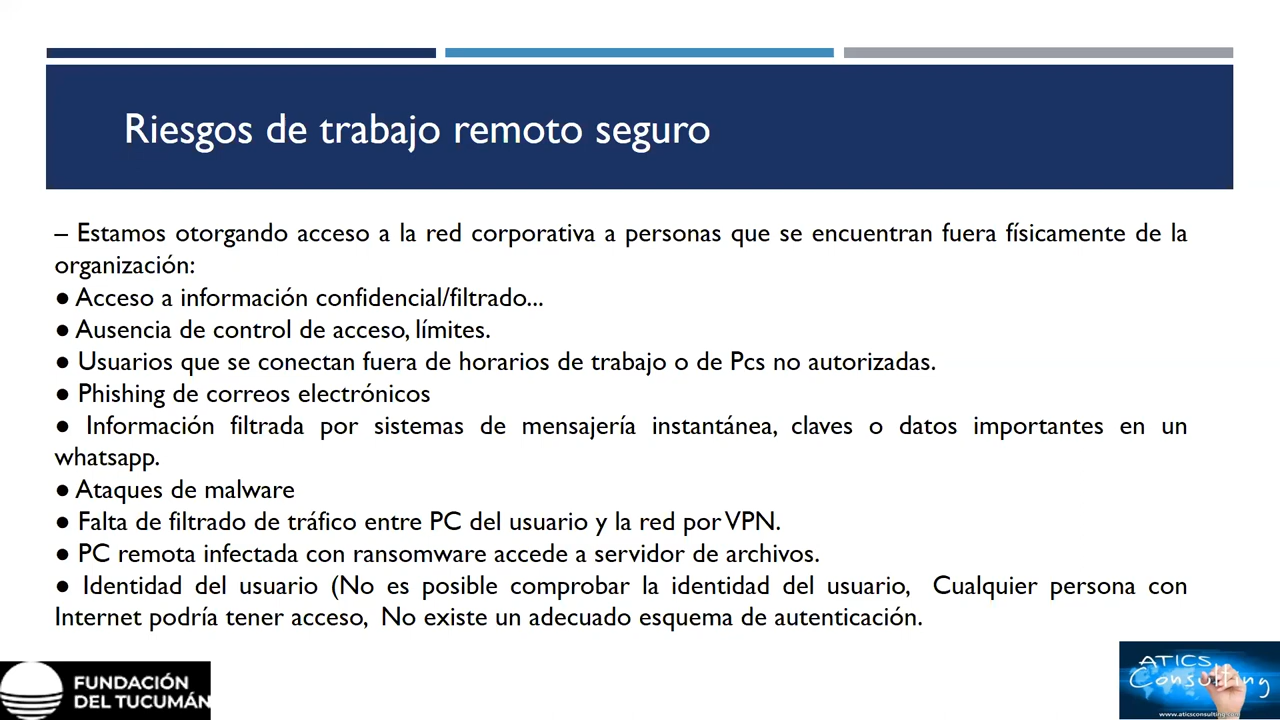 Riesgos de trabajo remoto seguro
– Estamos otorgando acceso a la red corporativa a personas que se encuentran fuera físicamente de la
organización:
● Acceso a información confidencial/filtrado...
● Ausencia de control de acceso, límites.
● Usuarios que se conectan fuera de horarios de trabajo o de Pcs no autorizadas.
● Phishing de correos electrónicos
● Información filtrada por sistemas de mensajería instantánea, claves o datos importantes en un
whatsapp.
● Ataques de malware
● Falta de filtrado de tráfico entre PC del usuario y la red por VPN.
● PC remota infectada con ransomware accede a servidor de archivos.
● Identidad del usuario (No es posible comprobar la identidad del usuario, Cualquier persona con
Internet podría tener acceso, No existe un adecuado esquema de autenticación.
FUNDACIÓN
DEL TUCUMÁN
ATICS
Consulting